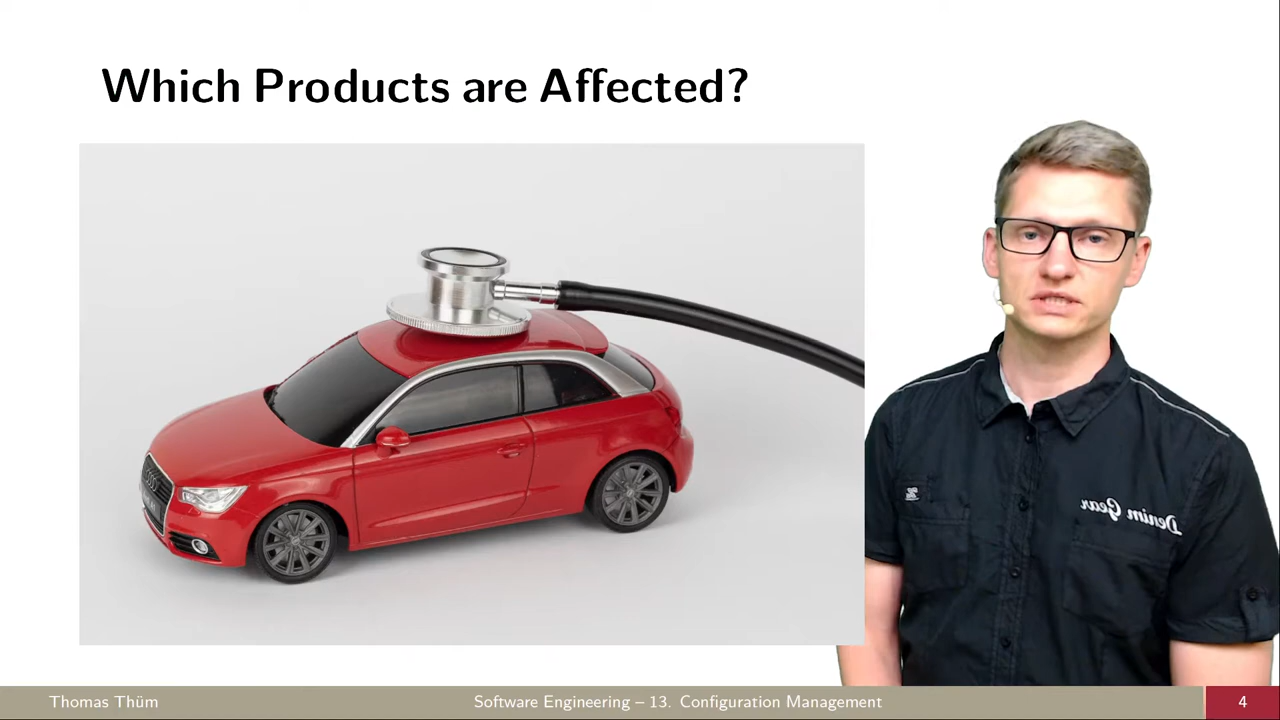 Which Products are Affected?
Denim Gear
Thomas Thüm
Software Engineering – 13. Configuration Management
4